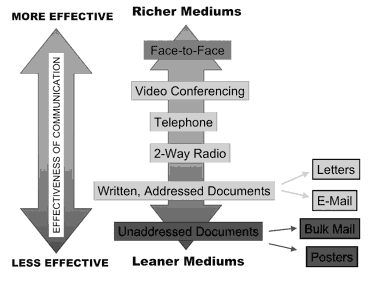 MORE EFFECTIVE
Richer Mediums
EFFECTIVENESS OF COMMUNICATION
Face-to-Face
Video Conferencing
Telephone
2-Way Radio
Written, Addressed Documents
Letters
E-Mail
Unaddressed Documents
Bulk Mail
Posters
LESS EFFECTIVE
Leaner Mediums